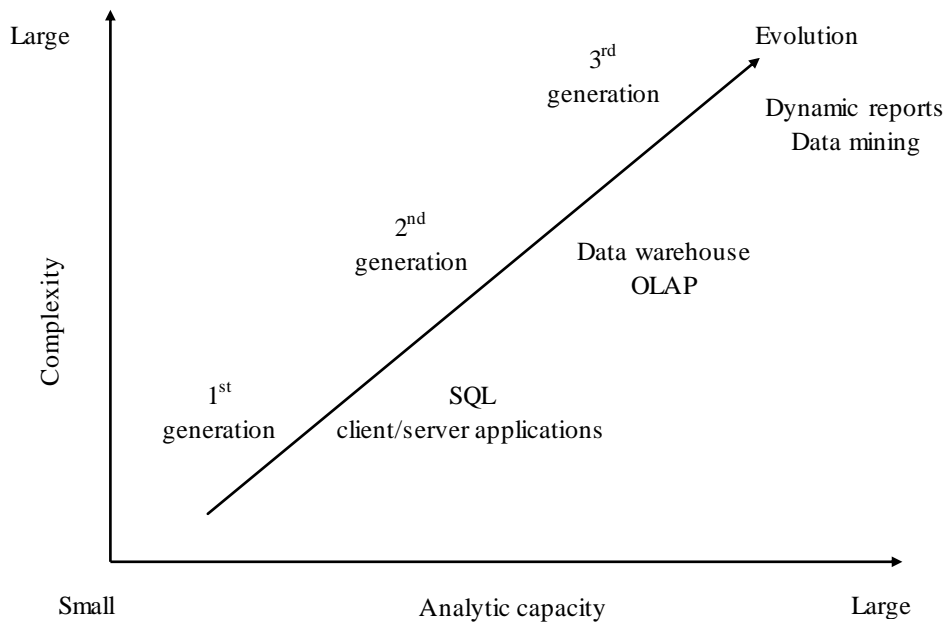 Large
Evolution
3rd
generation
Dynamic reports
Data mining
2nd
generation
Data warehouse
OLAP
Complexity
1st
generation
SQL
client/server applications
Small
Analytic capacity
Large